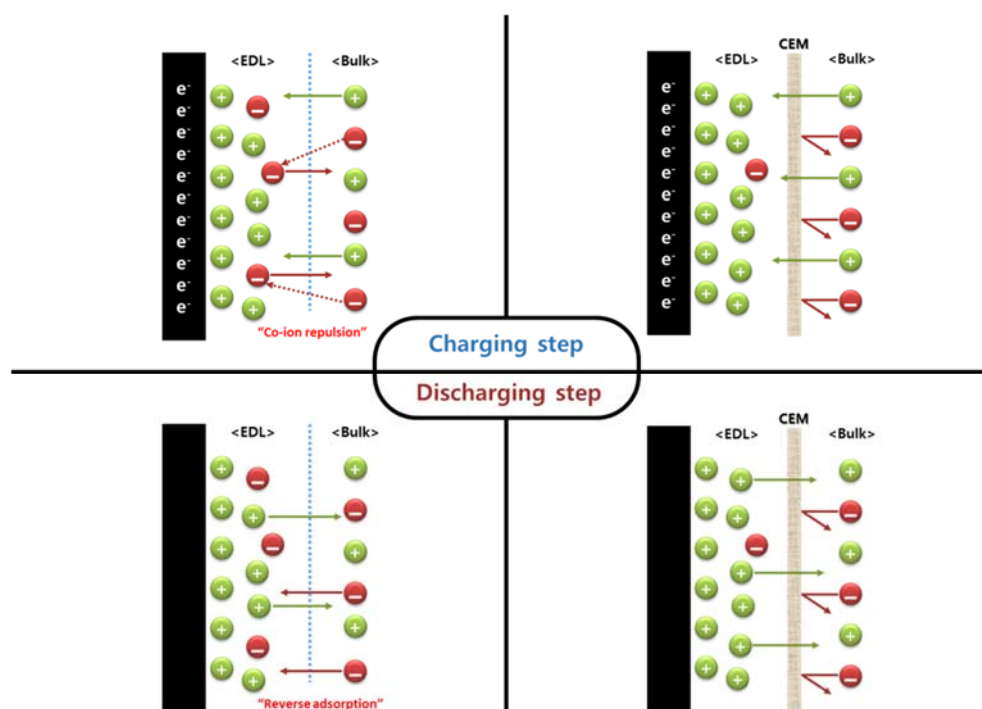 <EDL> <Bulk>
e-
e-
e-
e-
e-
e-
e-
e-
e-
e-
e-
"Co-ion repulsion"
CEM
<EDL> <Bulk>
e-
e-
e-
e-
e-
e-
e-
e-
e-
e-
e-
Charging step
Discharging step
<EDL> <Bulk>
"Reverse adsorption"
CEM
<EDL> <Bulk>